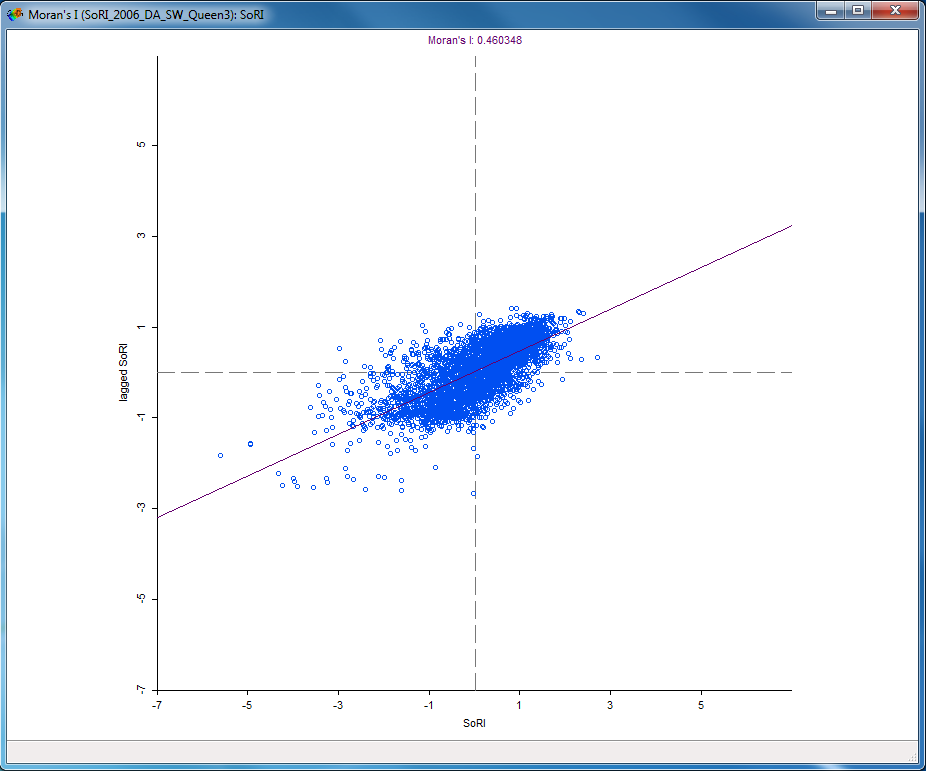 Moran's I (SoRI_2006_DA_SW_Queen3): SoRI
Moran's I: 0.460348
5
3
1
-1
-3
-5
-7
lagged SoRI
-7 -5 -3 -1 1 3 5
SoRI